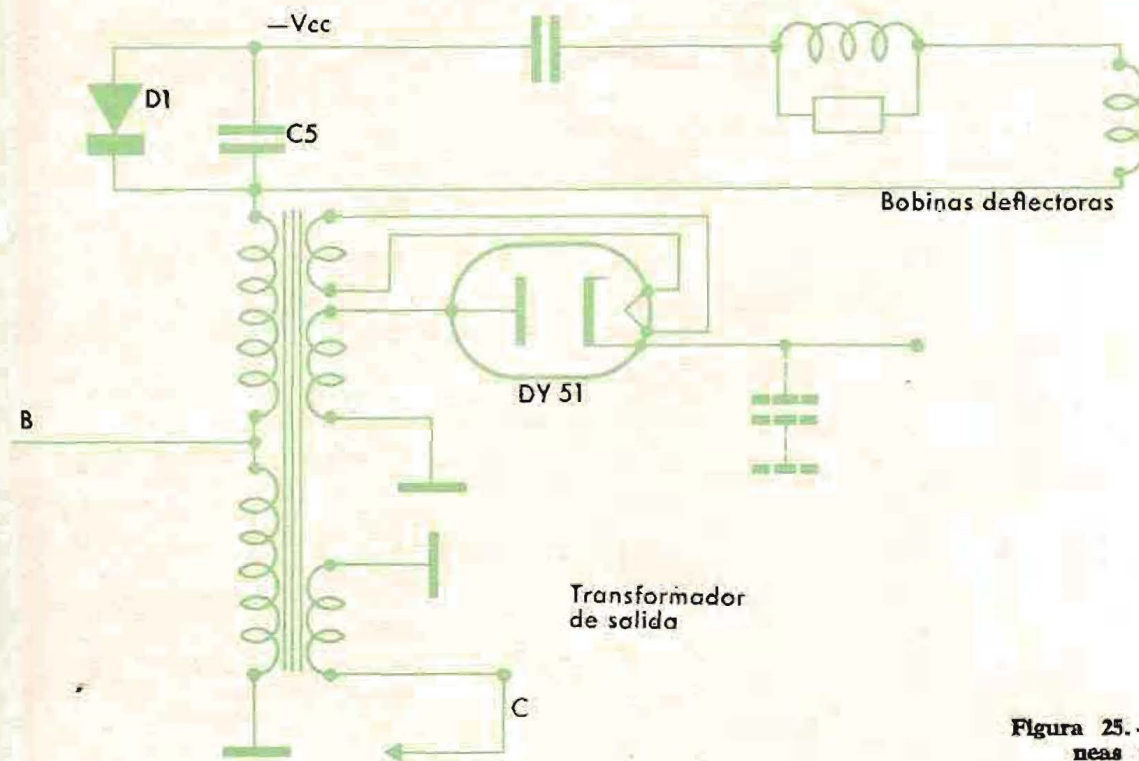 —Vcc
D1
C5
Bobinas deflectoras
DY 51
B
Transformador
de salida
C
Figura 25.-
neas